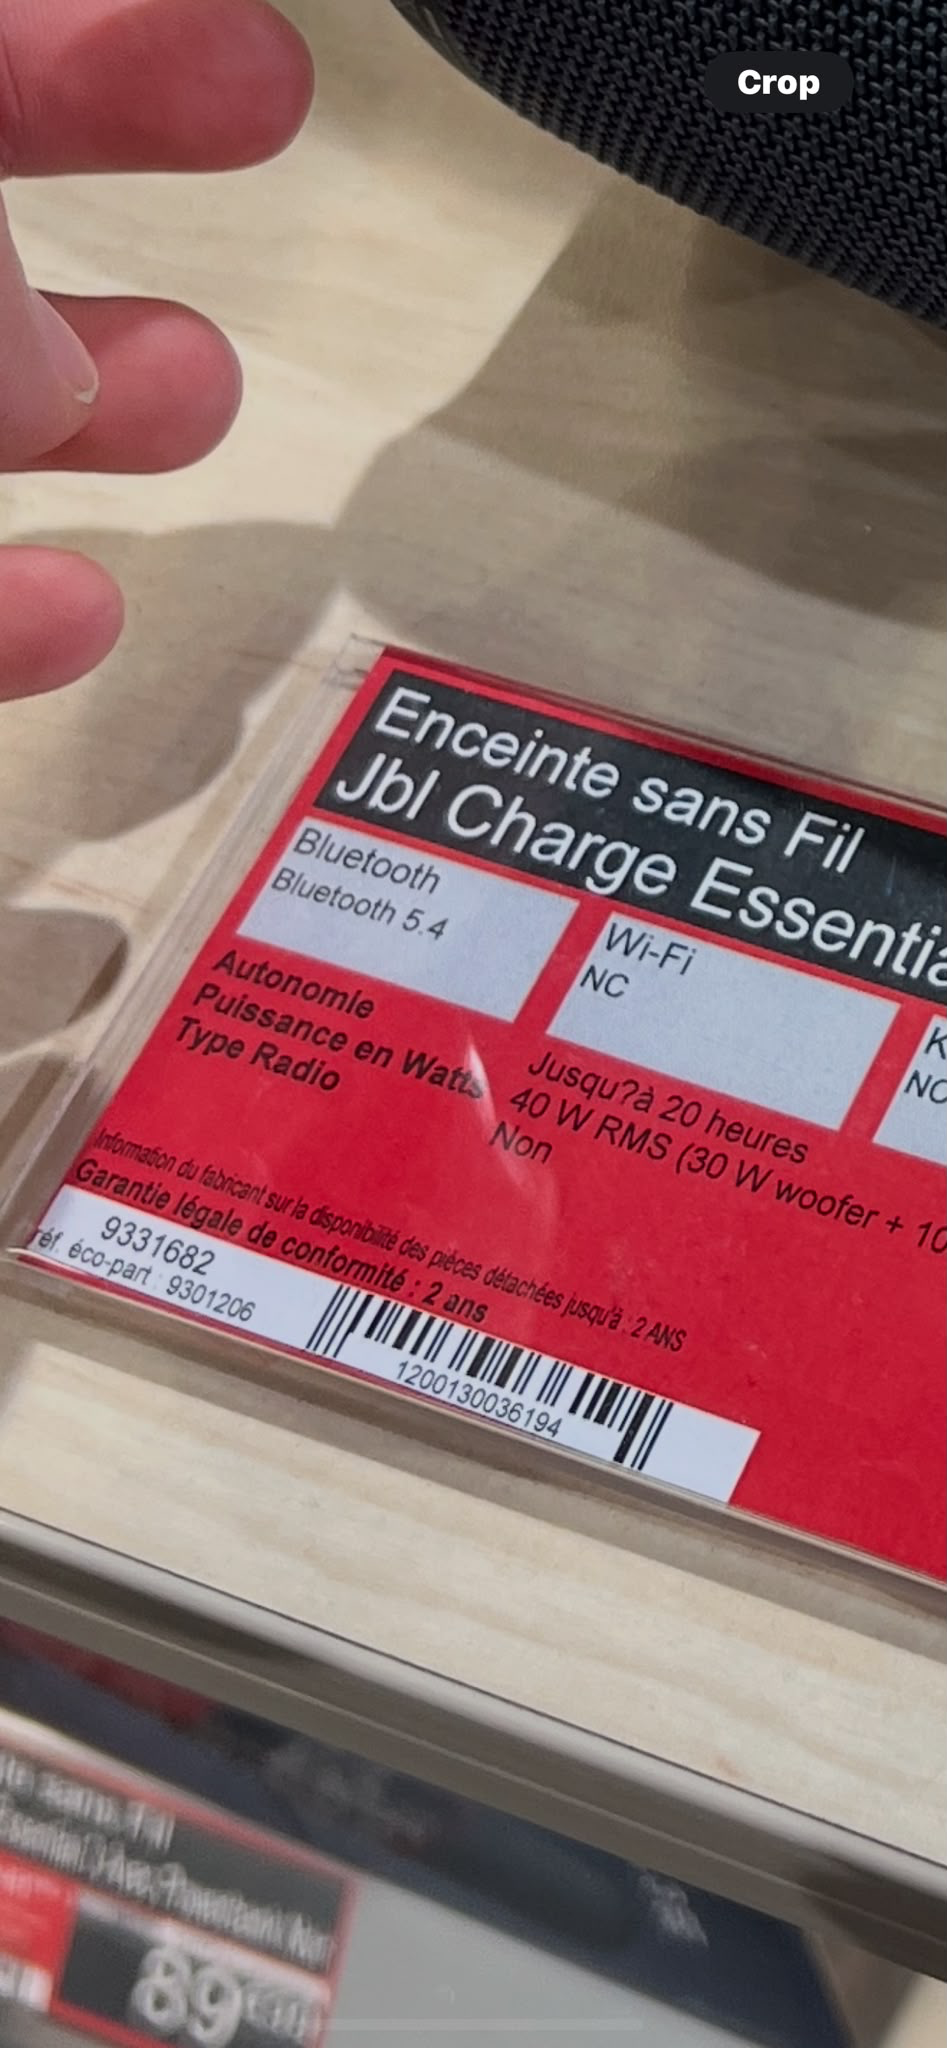 Crop
Enceinte sans Fil
Jbl Charge Essentia
Bluetooth
Bluetooth 5.4
Wi-Fi
NC
K
NC
Autonomie
Jusqu?à 20 heures
Puissance en Watts
40 W RMS (30 W woofer + 10
Type Radio
Non
Information du fabricant sur la disponibilité des pièces détachées jusqu'à : 2 ANS
Garantie légale de conformité : 2 ans
9331682
réf. éco-part : 9301206
1200130036194
89